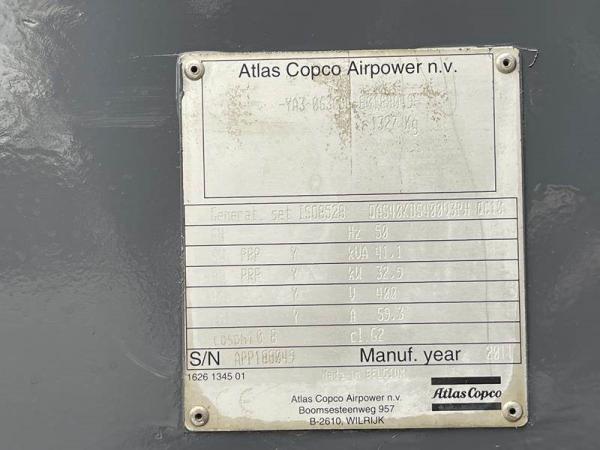 Atlas Copco Airpower n.v.
1327 Kg
Generat. set ISO8528
Hz 50
PRP Y kVA 41.1
PRP Y kW 32.9
Y V 400
Y A 59.3
cosphi 0.8 cl.G2
S/N APP188049 Manuf. year
1626 1345 01
Made in BELGIUM
Atlas Copco Airpower n.v.
Boomsesteenweg 957
B-2610, WILRIJK
Atlas Copco